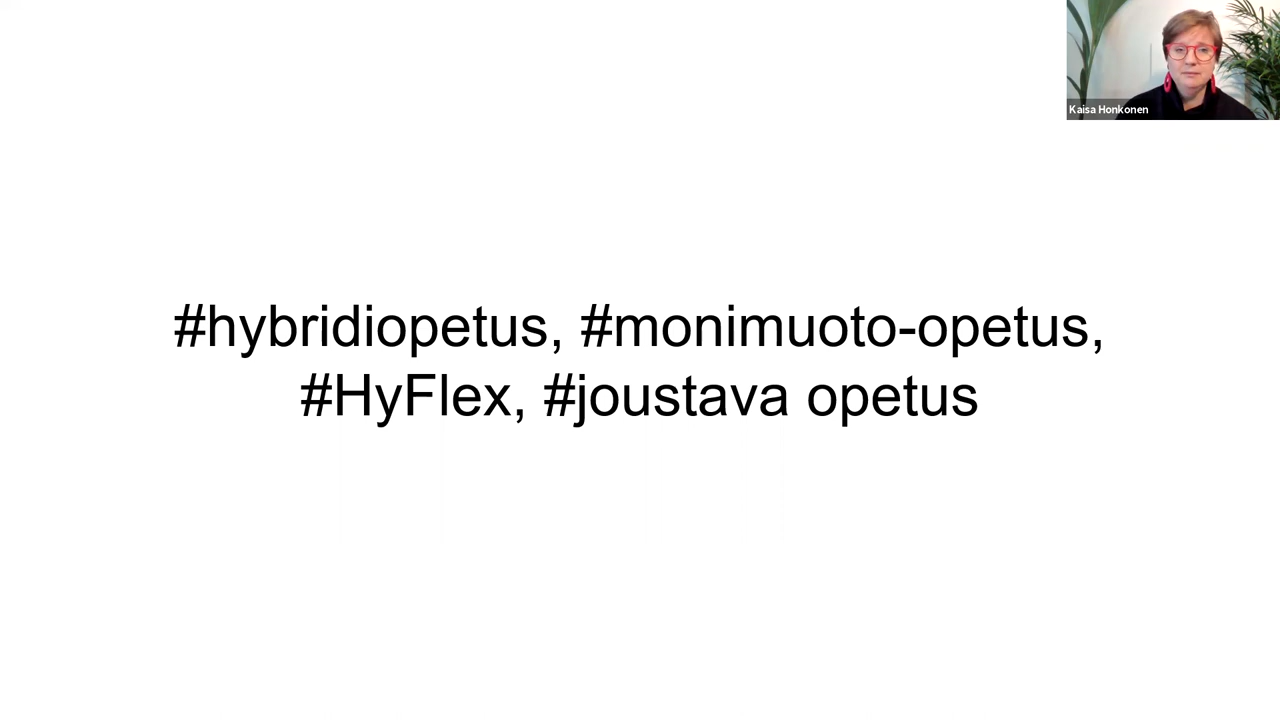 Kaisa Honkonen
#hybridiopetus, #monimuoto-opetus,
#HyFlex, #joustava opetus